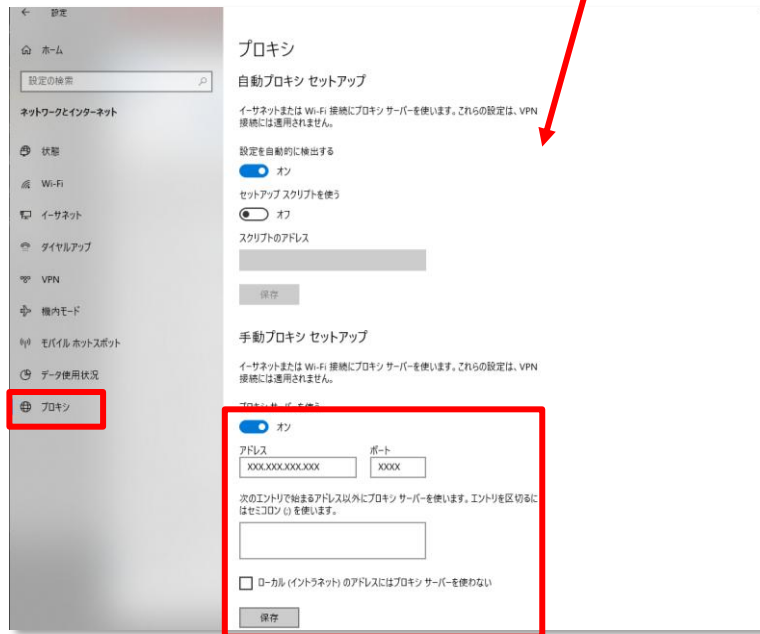 ← 設定
ホーム
設定の検索
ネットワークとインターネット
状態
Wi-Fi
イーサネット
ダイヤルアップ
VPN
機内モード
モバイル ホットスポット
データ使用状況
プロキシ
プロキシ
自動プロキシ セットアップ
イーサネットまたは Wi-Fi 接続にプロキシ サーバーを使います。これらの設定は、VPN
接続には適用されません。
設定を自動的に検出する
オン
セットアップ スクリプトを使う
オフ
スクリプトのアドレス
保存
手動プロキシ セットアップ
イーサネットまたは Wi-Fi 接続にプロキシ サーバーを使います。これらの設定は、VPN
接続には適用されません。
プロキシ サーバーを使う
オン
アドレス ポート
XXX.XXX.XXX.XXX XXXX
次のエントリで始まるアドレス以外にプロキシ サーバーを使います。エントリを区切るに
はセミコロン (;) を使います。
ローカル (イントラネット) のアドレスにはプロキシ サーバーを使わない
保存